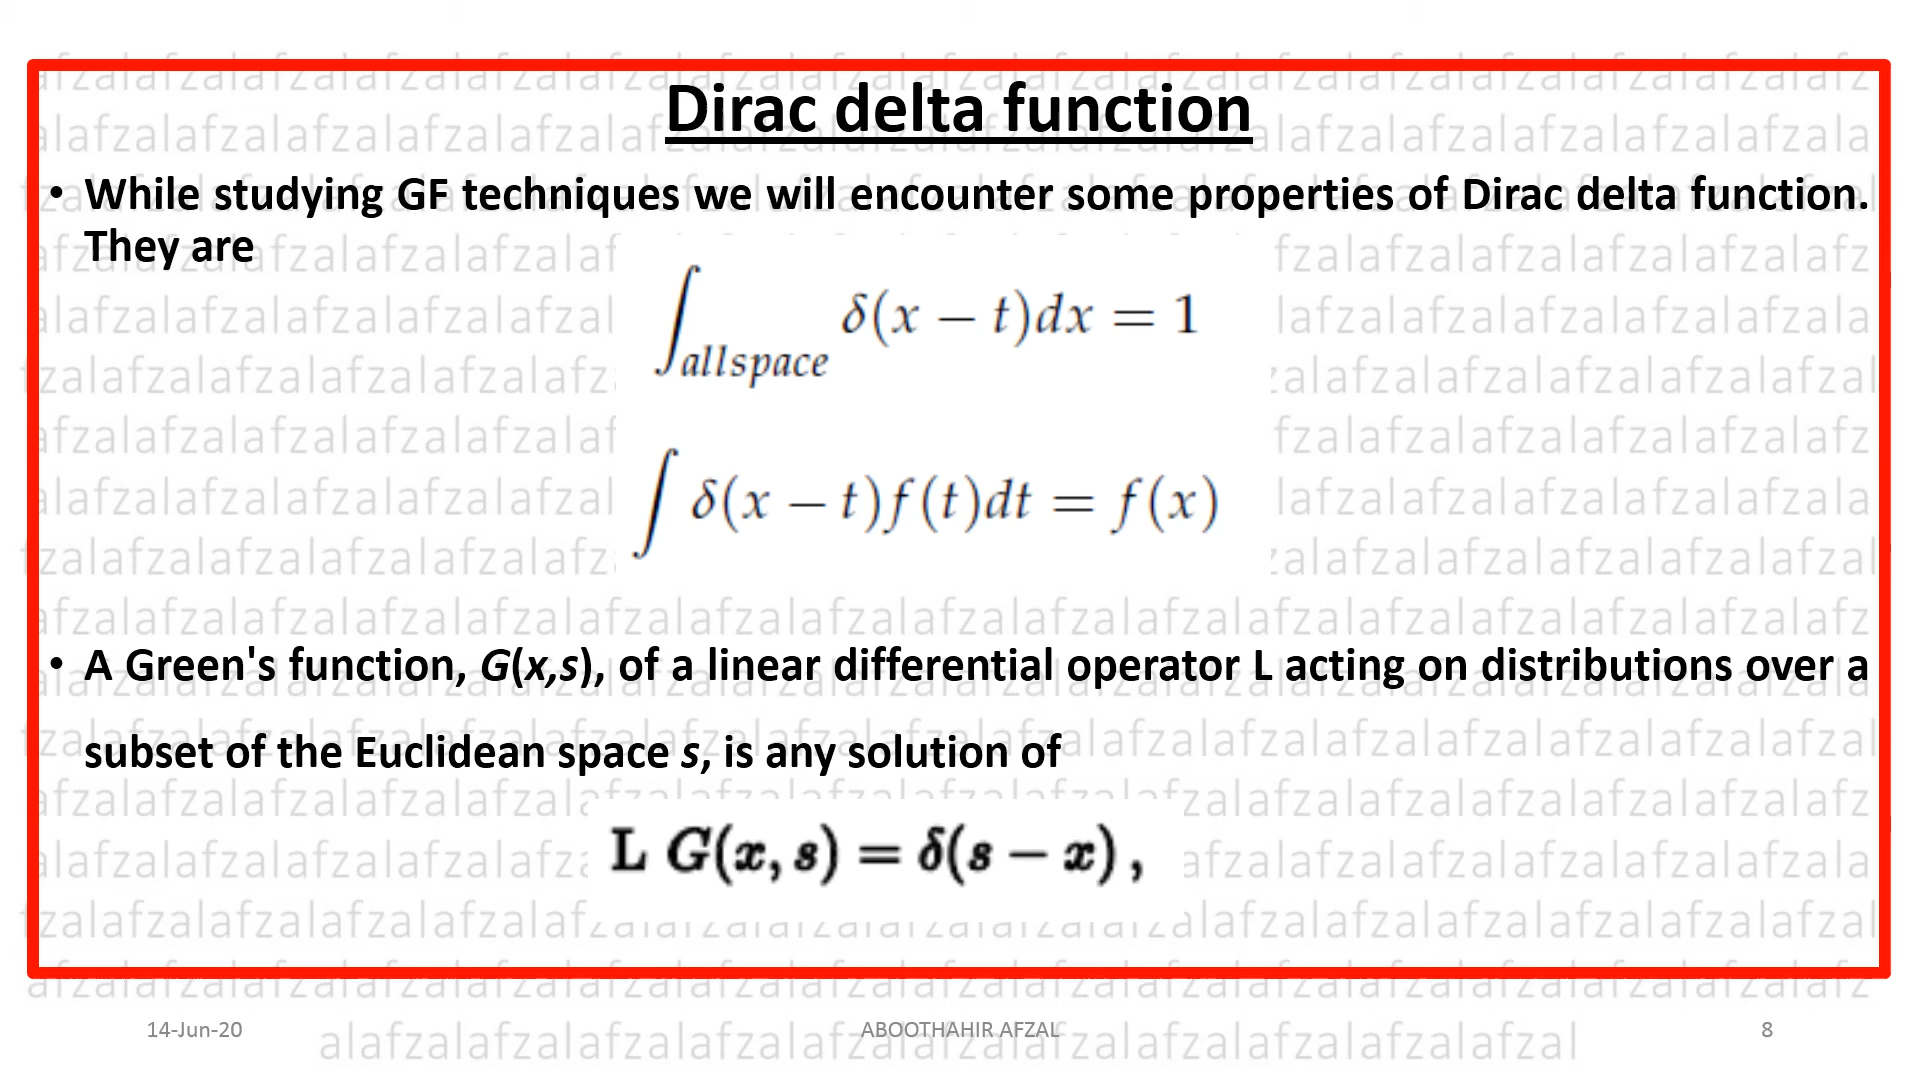 Dirac delta function
• While studying GF techniques we will encounter some properties of Dirac delta function.
They are
∫_{allspace} δ(x − t)dx = 1
∫ δ(x − t)f(t)dt = f(x)
• A Green's function, G(x,s), of a linear differential operator L acting on distributions over a
subset of the Euclidean space s, is any solution of
L G(x, s) = δ(s − x) ,
14-Jun-20 ABOOTHAHIR AFZAL 8